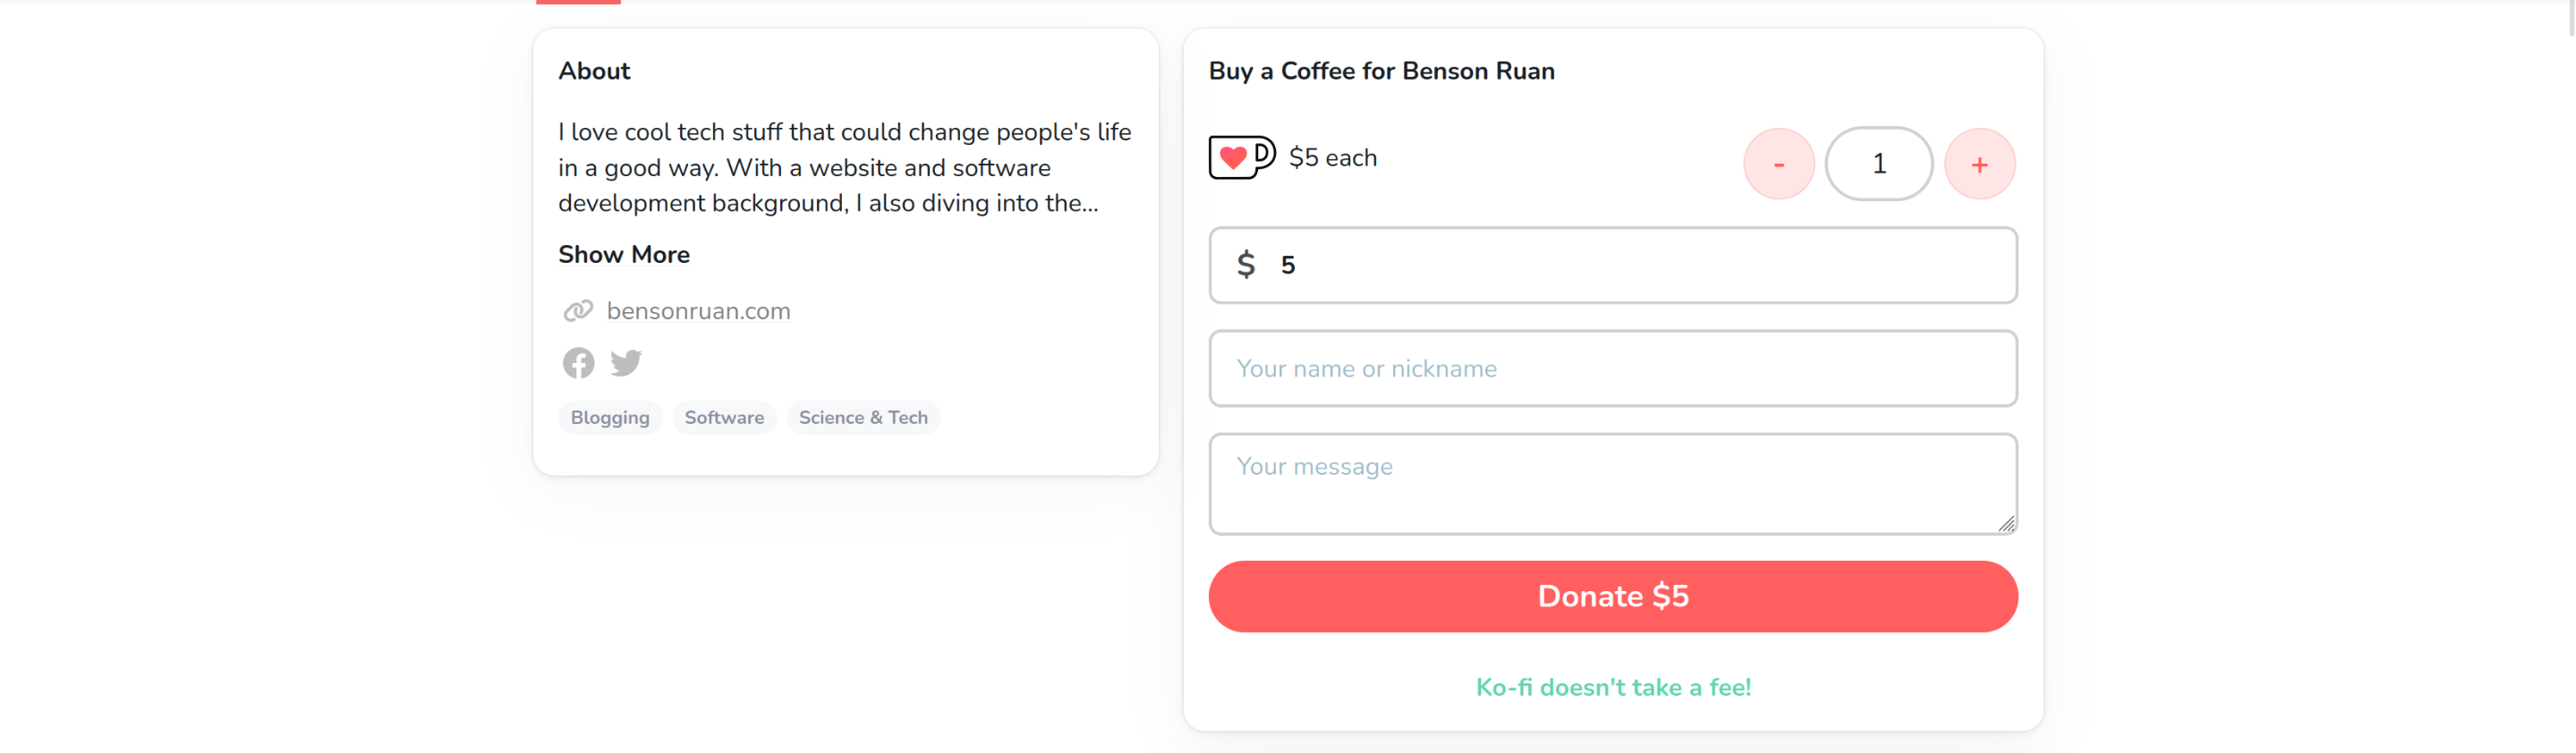 About
I love cool tech stuff that could change people's life
in a good way. With a website and software
development background, I also diving into the...
Show More
bensonruan.com
Blogging Software Science & Tech
Buy a Coffee for Benson Ruan
$5 each - 1 +
$ 5
Your name or nickname
Your message
Donate $5
Ko-fi doesn't take a fee!